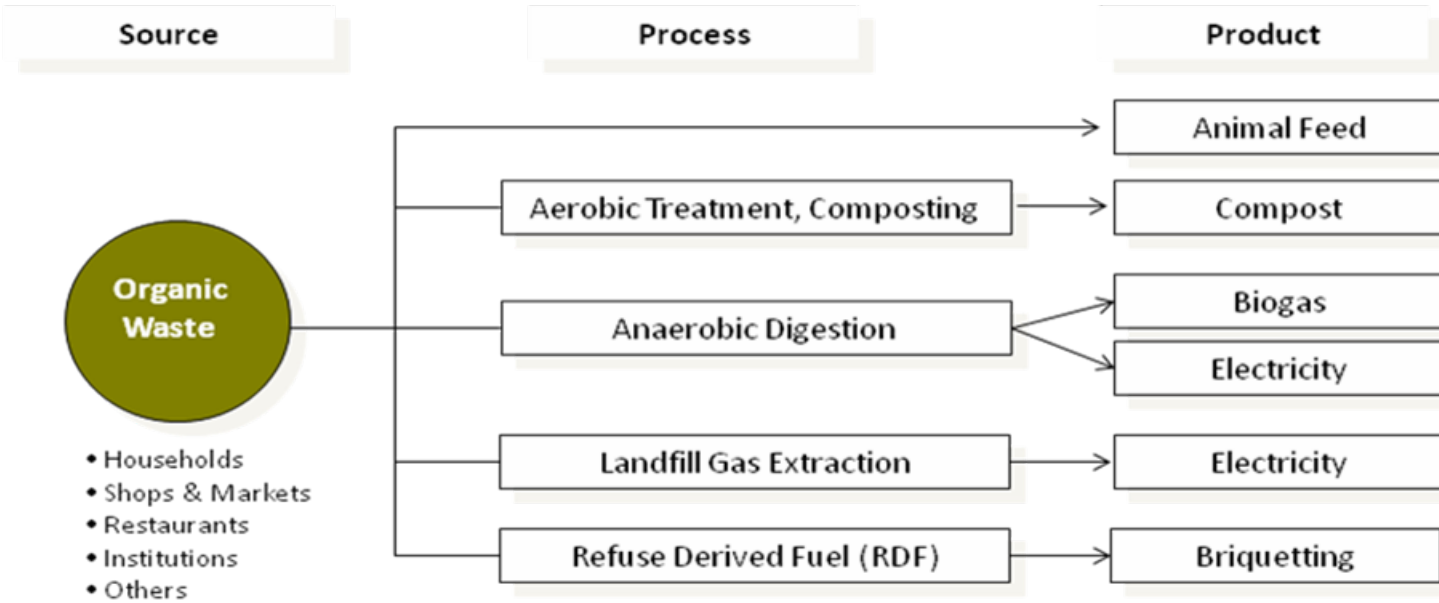 Source
Process
Product
Animal Feed
Aerobic Treatment, Composting
Compost
Organic
Waste
Anaerobic Digestion
Biogas
Electricity
Landfill Gas Extraction
Electricity
Refuse Derived Fuel (RDF)
Briquetting
• Households
• Shops & Markets
• Restaurants
• Institutions
• Others